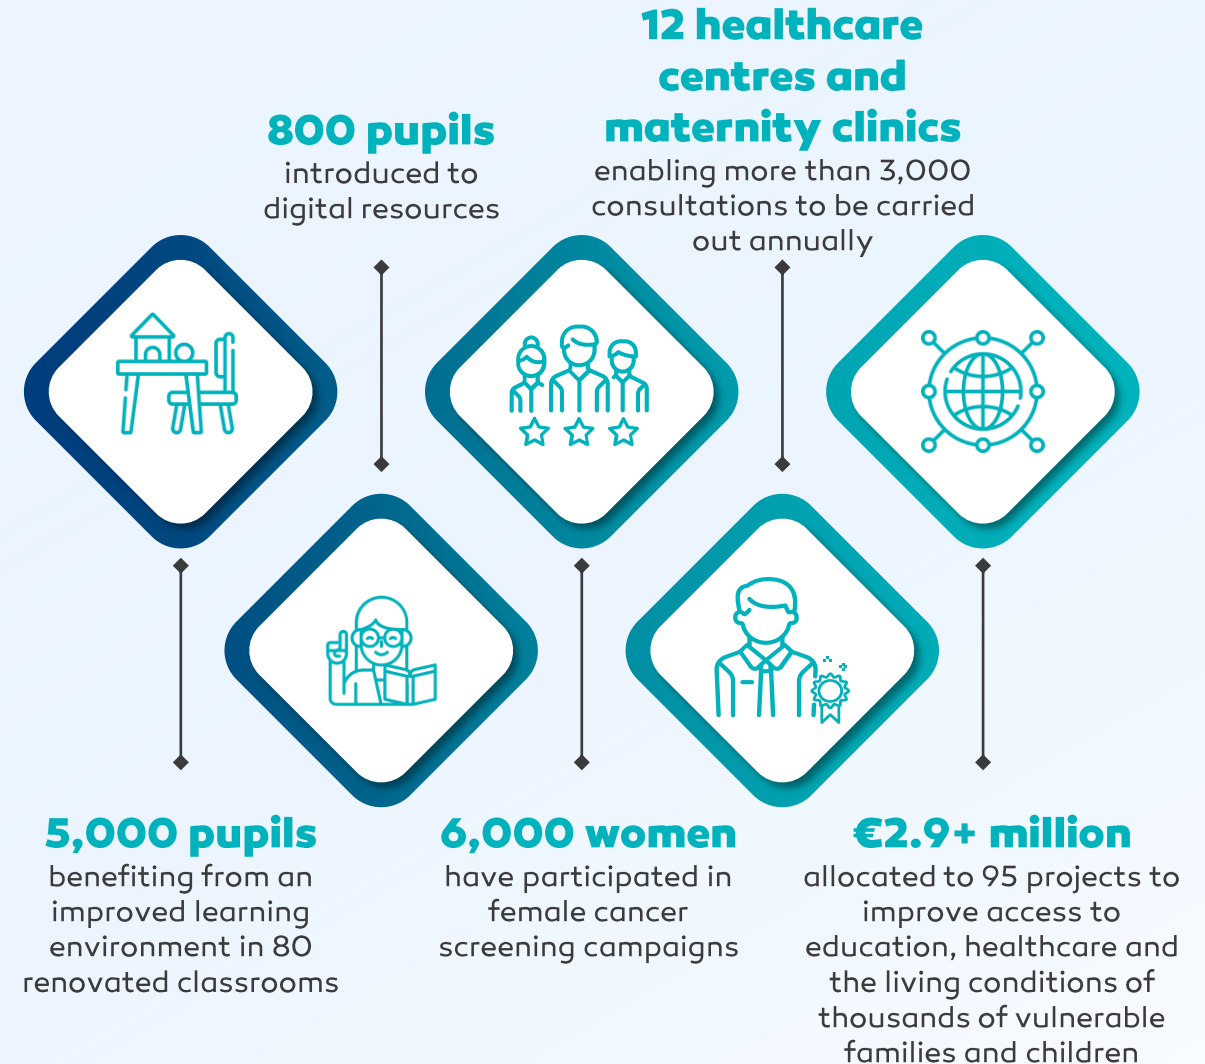 12 healthcare
centres and
maternity clinics
enabling more than 3,000
consultations to be carried
out annually
800 pupils
introduced to
digital resources
5,000 pupils
benefiting from an
improved learning
environment in 80
renovated classrooms
6,000 women
have participated in
female cancer
screening campaigns
€2.9+ million
allocated to 95 projects to
improve access to
education, healthcare and
the living conditions of
thousands of vulnerable
families and children